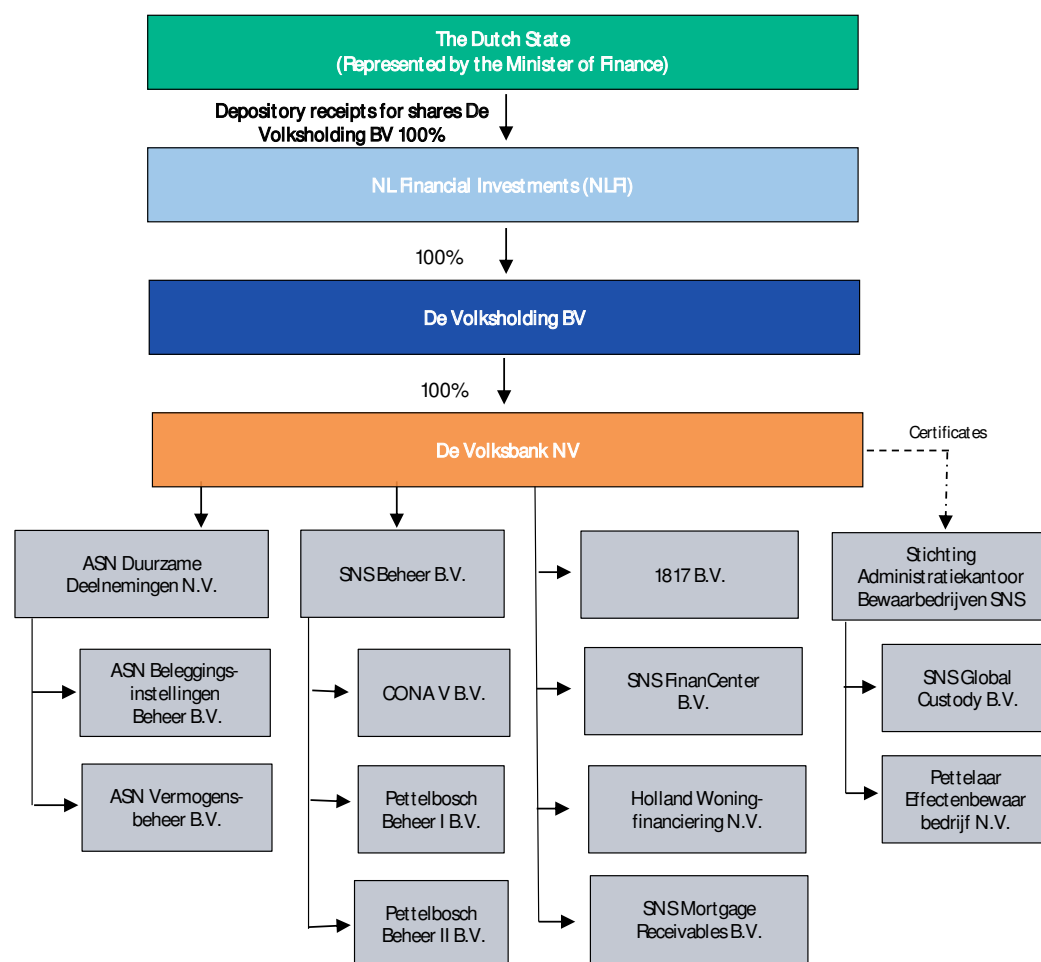 The Dutch State
(Represented by the Minister of Finance)
Depository receipts for shares De
Volksholding BV 100%
NL Financial Investments (NLFI)
100%
De Volksholding BV
100%
De Volksbank NV
Certificates
ASN Duurzame
Deelnemingen N.V.
SNS Beheer B.V.
1817 B.V.
Stichting
Administratiekantoor
Bewaarbedrijven SNS
ASN Beleggings-
instellingen
Beheer B.V.
CONA V B.V.
SNS FinanCenter
B.V.
SNS Global
Custody B.V.
ASN Vermogens-
beheer B.V.
Pettelbosch
Beheer I B.V.
Holland Woning-
financiering N.V.
Pettelaar
Effectenbewaar
bedrijf N.V.
Pettelbosch
Beheer II B.V.
SNS Mortgage
Receivables B.V.